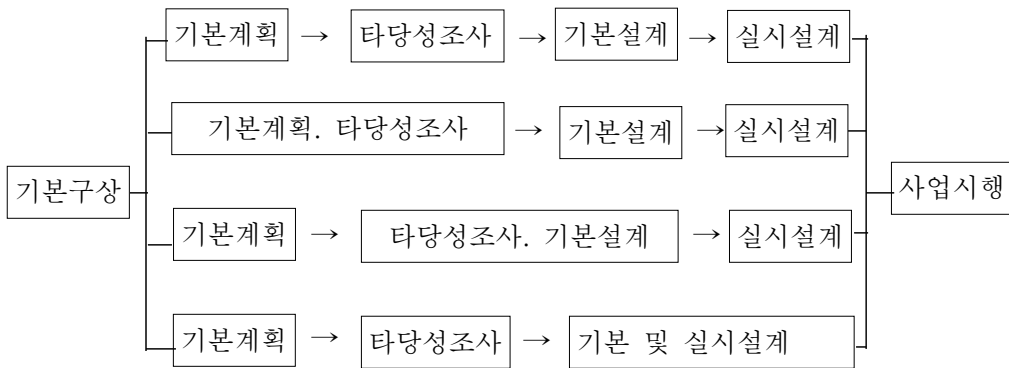 기본계획 → 타당성조사 → 기본설계 → 실시설계
기본계획. 타당성조사 → 기본설계 → 실시설계
기본구상
사업시행
기본계획 → 타당성조사. 기본설계 → 실시설계
기본계획 → 타당성조사 → 기본 및 실시설계